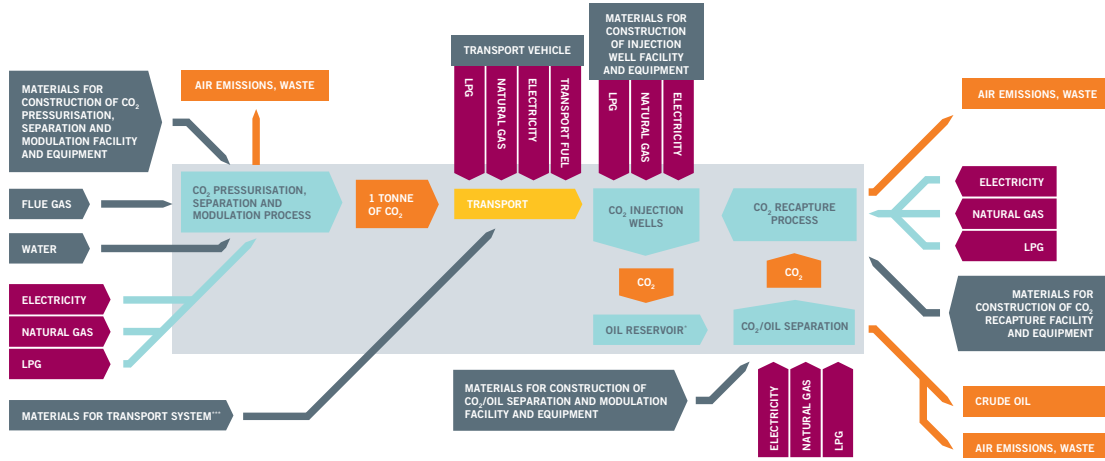 MATERIALS FOR
CONSTRUCTION
OF INJECTION
WELL FACILITY
AND EQUIPMENT
TRANSPORT VEHICLE
LPG
NATURAL GAS
ELECTRICITY
TRANSPORT FUEL
LPG
NATURAL GAS
ELECTRICITY
MATERIALS FOR
CONSTRUCTION OF CO₂
PRESSURISATION,
SEPARATION AND
MODULATION FACILITY
AND EQUIPMENT
AIR EMISSIONS, WASTE
AIR EMISSIONS, WASTE
FLUE GAS
WATER
CO₂ PRESSURISATION,
SEPARATION AND
MODULATION PROCESS
1 TONNE
OF CO₂
TRANSPORT
CO₂ INJECTION
WELLS
CO₂ RECAPTURE
PROCESS
ELECTRICITY
NATURAL GAS
LPG
CO₂
CO₂
OIL RESERVOIR*
CO₂/OIL SEPARATION
ELECTRICITY
NATURAL GAS
LPG
MATERIALS FOR
CONSTRUCTION OF CO₂
RECAPTURE FACILITY
AND EQUIPMENT
MATERIALS FOR TRANSPORT SYSTEM***
MATERIALS FOR CONSTRUCTION OF
CO₂/OIL SEPARATION AND MODULATION
FACILITY AND EQUIPMENT
ELECTRICITY
NATURAL GAS
LPG
CRUDE OIL
AIR EMISSIONS, WASTE